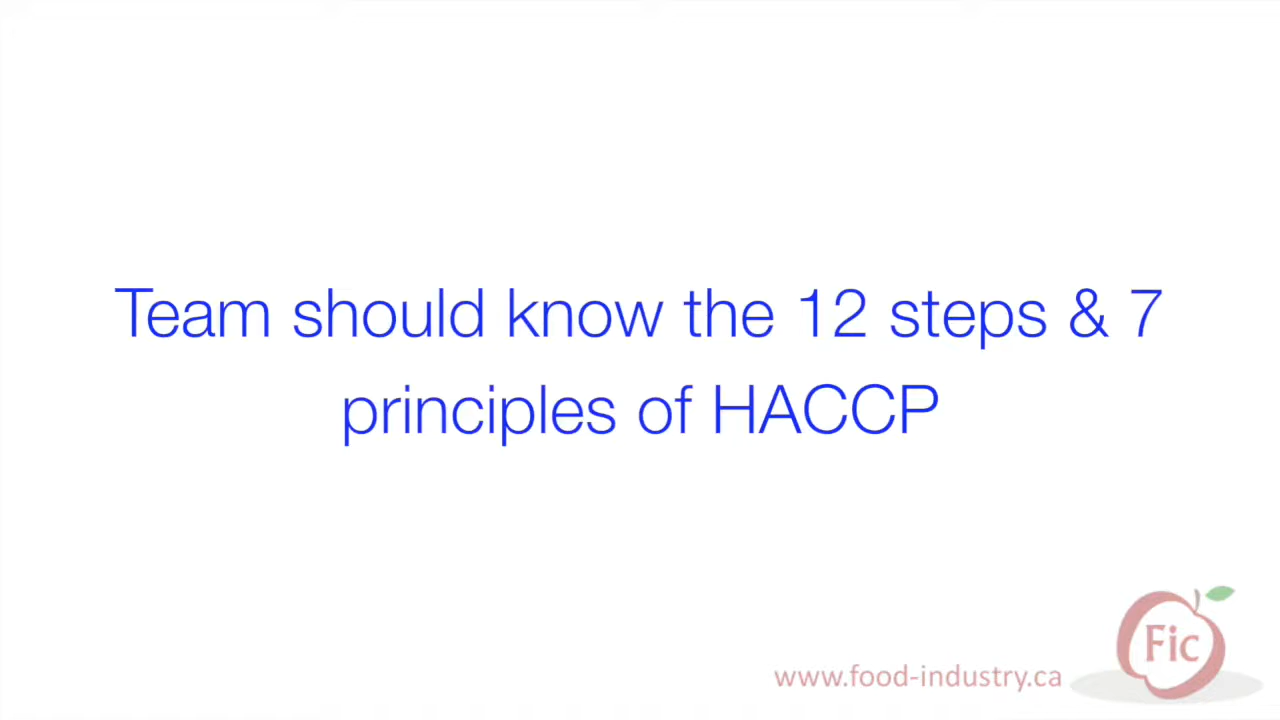 Team should know the 12 steps & 7
principles of HACCP
Fic
www.food-industry.ca